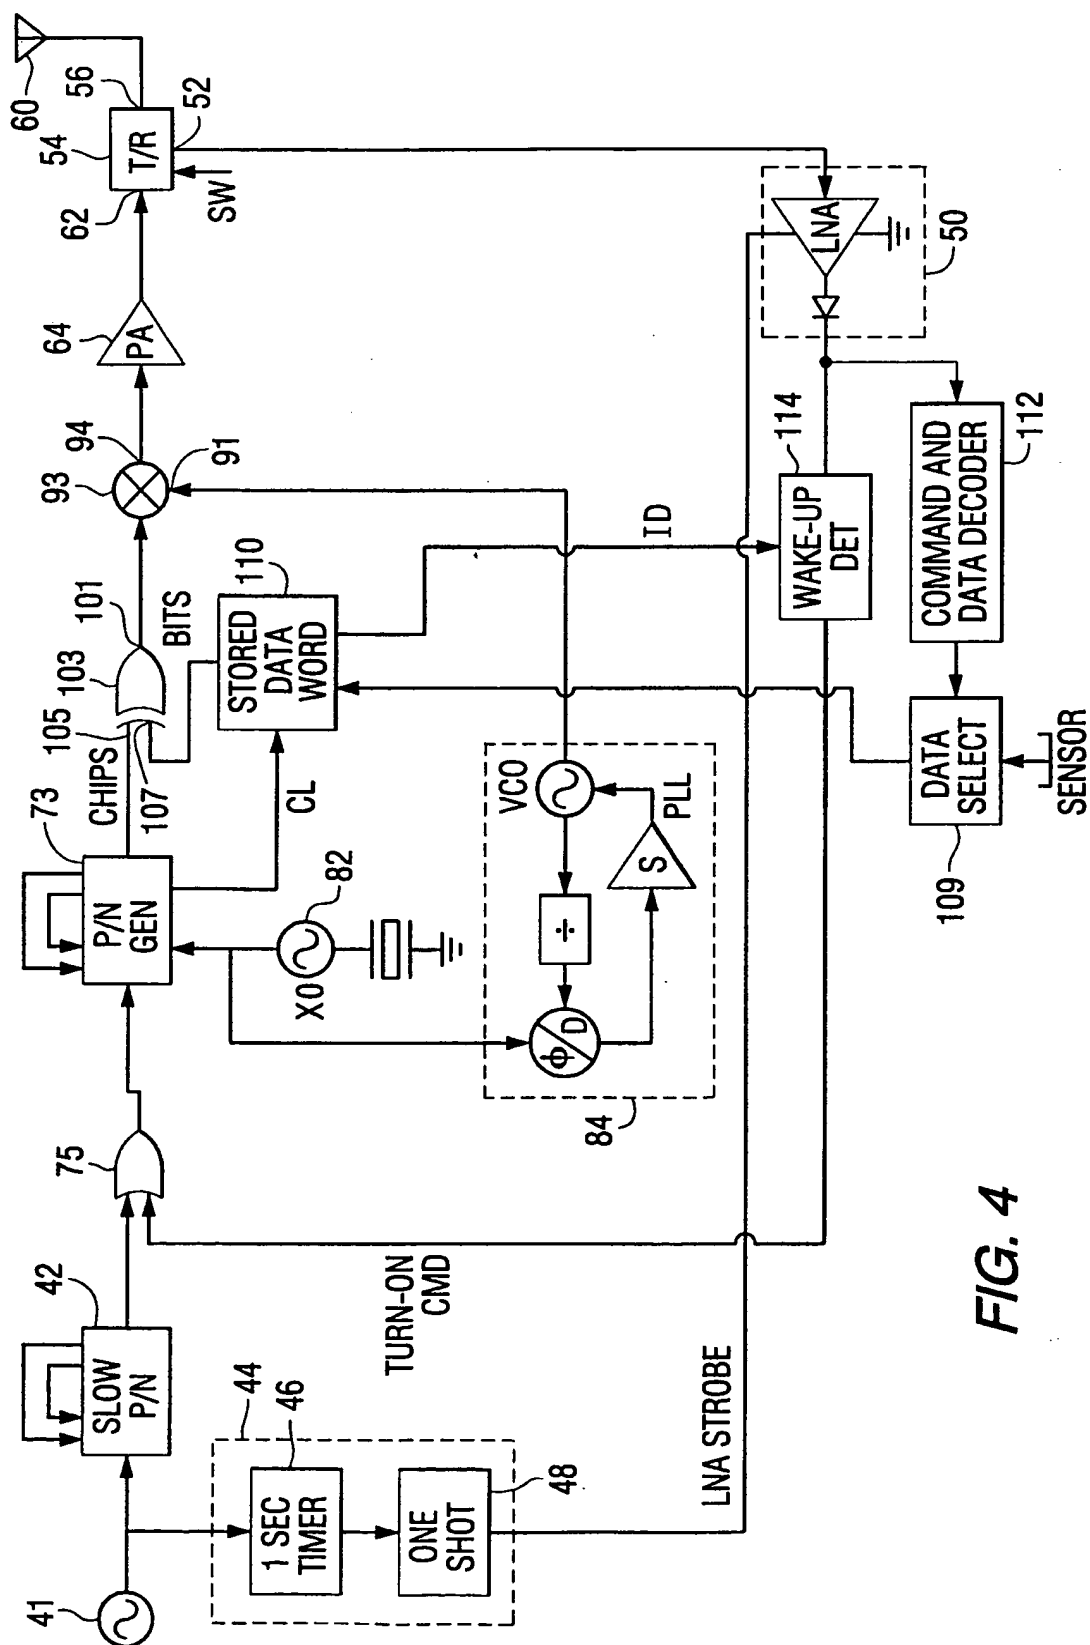 41
SLOW
P/N
42
44
1 SEC
TIMER
46
ONE
SHOT
48
LNA STROBE
TURN-ON
CMD
75
P/N
GEN
73
CHIPS
105
107
103
101
BITS
CL
X0
82
STORED
DATA
WORD
110
ID
VCO
÷
ϕ
D
S
PLL
84
93
94
91
PA
64
62
T/R
54
56
52
SW
60
LNA
50
WAKE-UP
DET
114
COMMAND AND
DATA DECODER
112
DATA
SELECT
109
SENSOR
FIG. 4